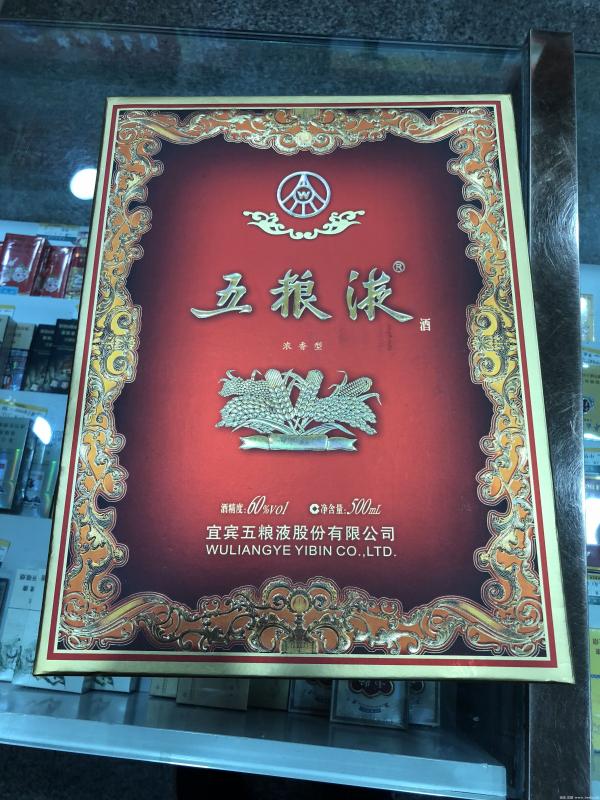 W
五粮液®
酒
浓香型
酒精度:60%vol C净含量:500mL
宜宾五粮液股份有限公司
WULIANGYE YIBIN CO.,LTD.